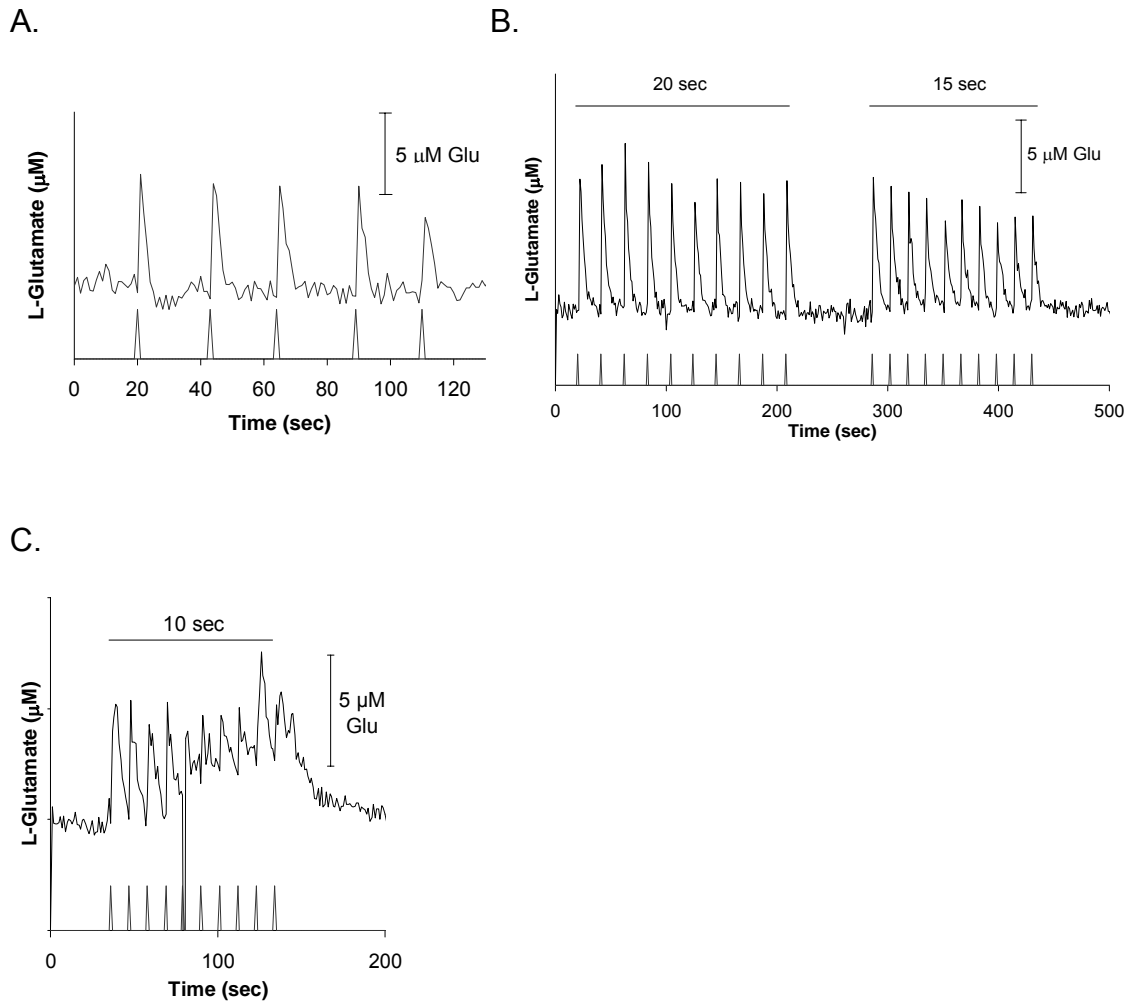 A.
L-Glutamate (μM)
5 μM Glu
0 20 40 60 80 100 120
Time (sec)
B.
20 sec 15 sec
L-Glutamate (μM)
5 μM Glu
0 100 200 300 400 500
Time (sec)
C.
10 sec
L-Glutamate (μM)
5 μM
Glu
0 100 200
Time (sec)